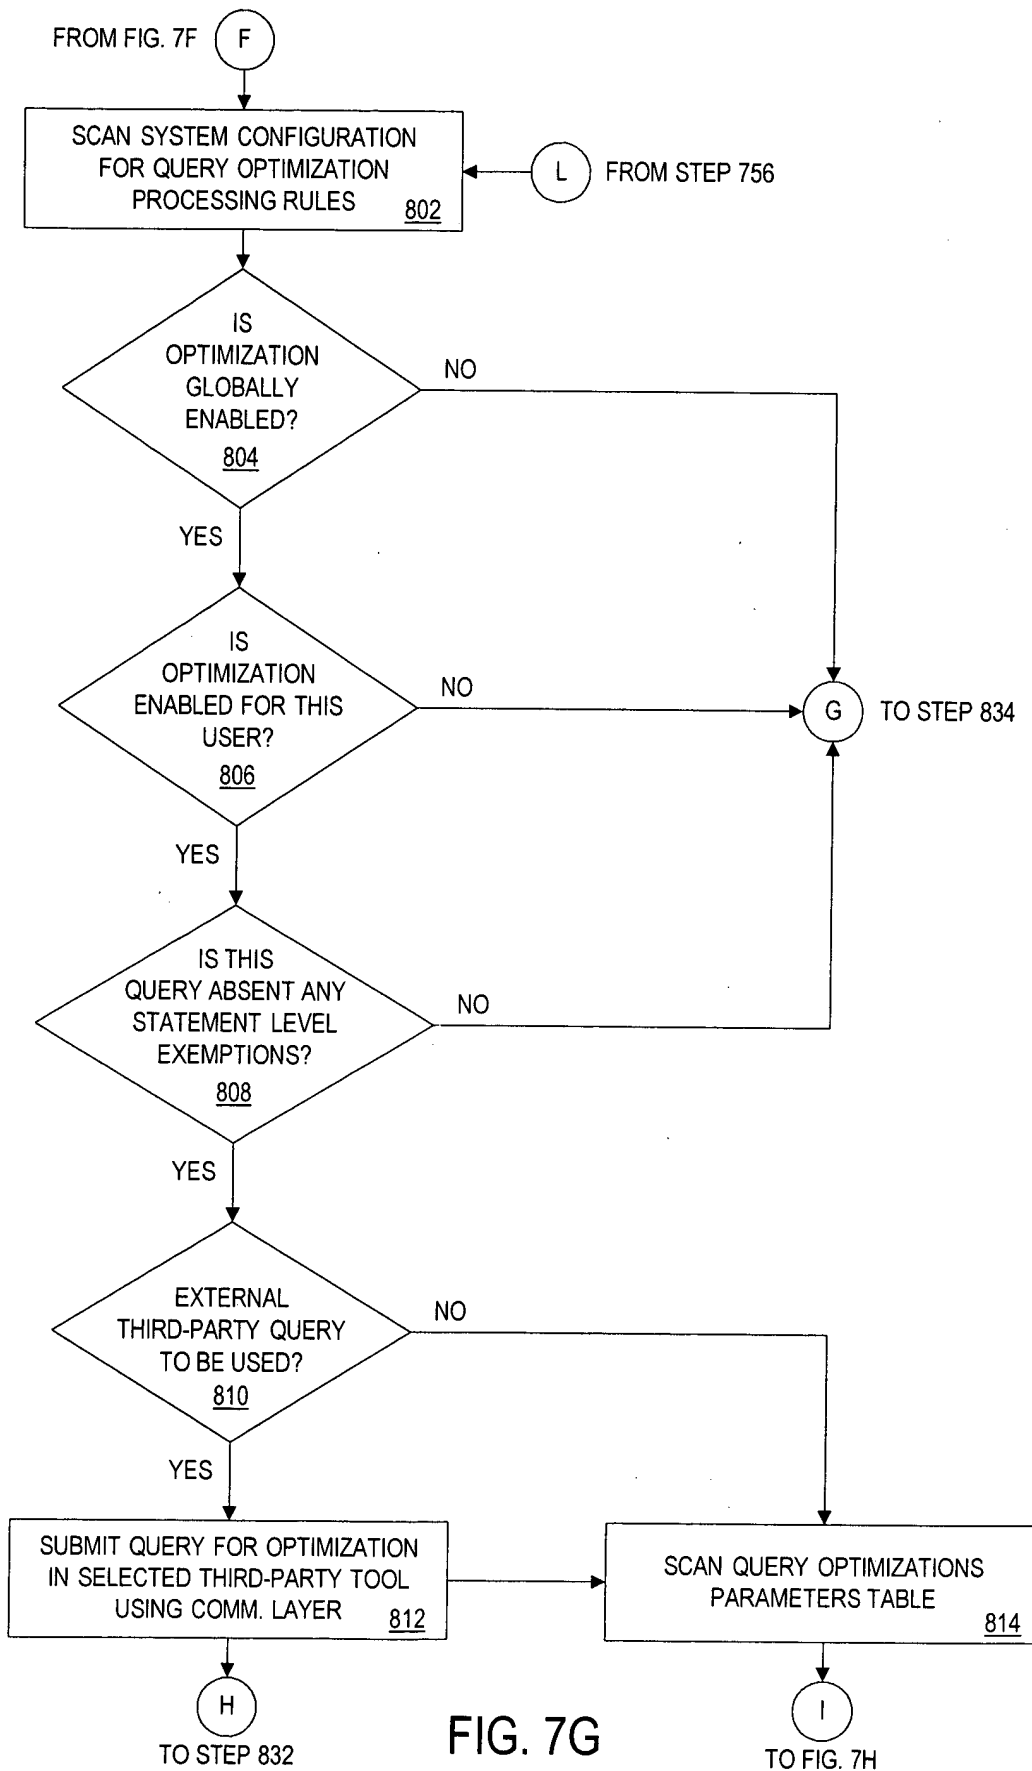 FROM FIG. 7F
F
SCAN SYSTEM CONFIGURATION
FOR QUERY OPTIMIZATION
PROCESSING RULES
802
L
FROM STEP 756
IS
OPTIMIZATION
GLOBALLY
ENABLED?
804
NO
YES
IS
OPTIMIZATION
ENABLED FOR THIS
USER?
806
NO
G
TO STEP 834
YES
IS THIS
QUERY ABSENT ANY
STATEMENT LEVEL
EXEMPTIONS?
808
NO
YES
EXTERNAL
THIRD-PARTY QUERY
TO BE USED?
810
NO
YES
SUBMIT QUERY FOR OPTIMIZATION
IN SELECTED THIRD-PARTY TOOL
USING COMM. LAYER
812
SCAN QUERY OPTIMIZATIONS
PARAMETERS TABLE
814
H
TO STEP 832
FIG. 7G
I
TO FIG. 7H